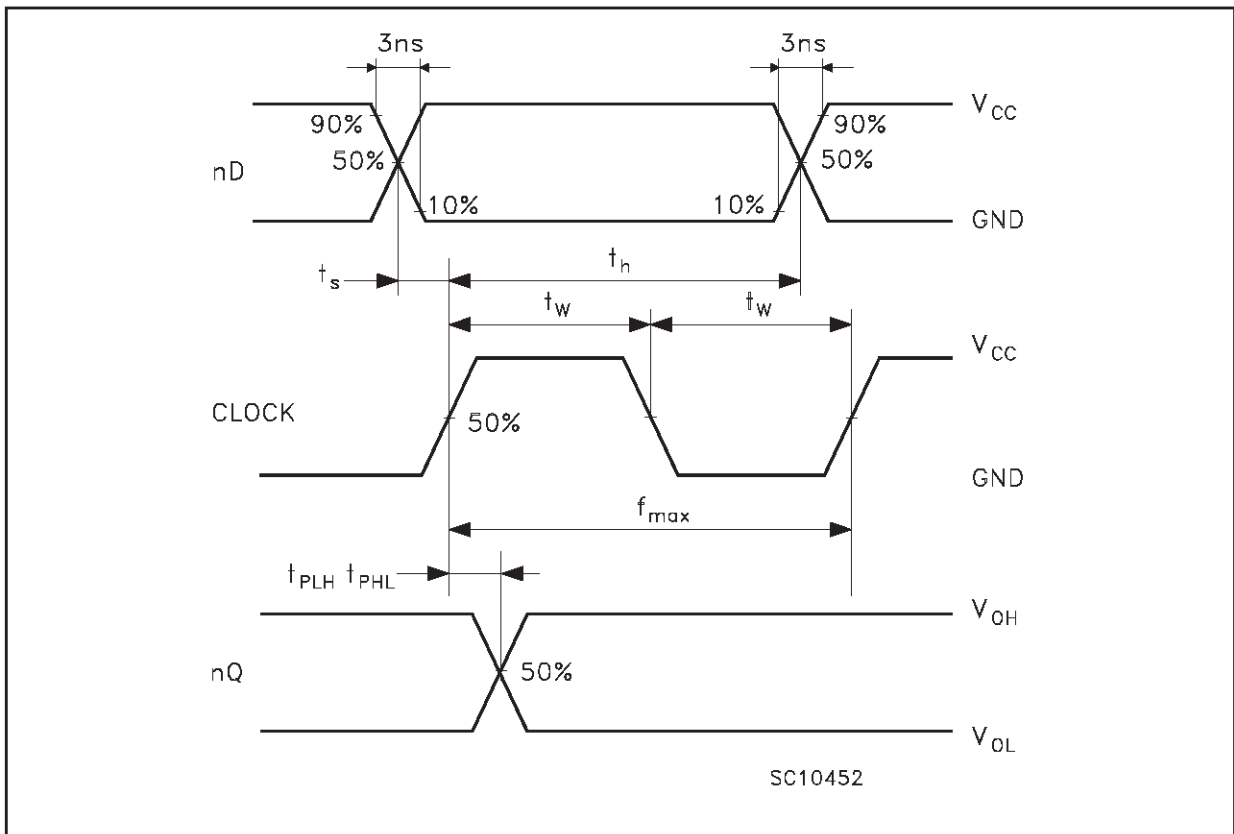 3ns 3ns
V_CC
90% 90%
nD 50% 50%
10% 10%
GND
t_s t_h
t_W t_W
V_CC
CLOCK 50%
GND
f_max
t_PLH t_PHL
V_OH
nQ 50%
V_OL
SC10452